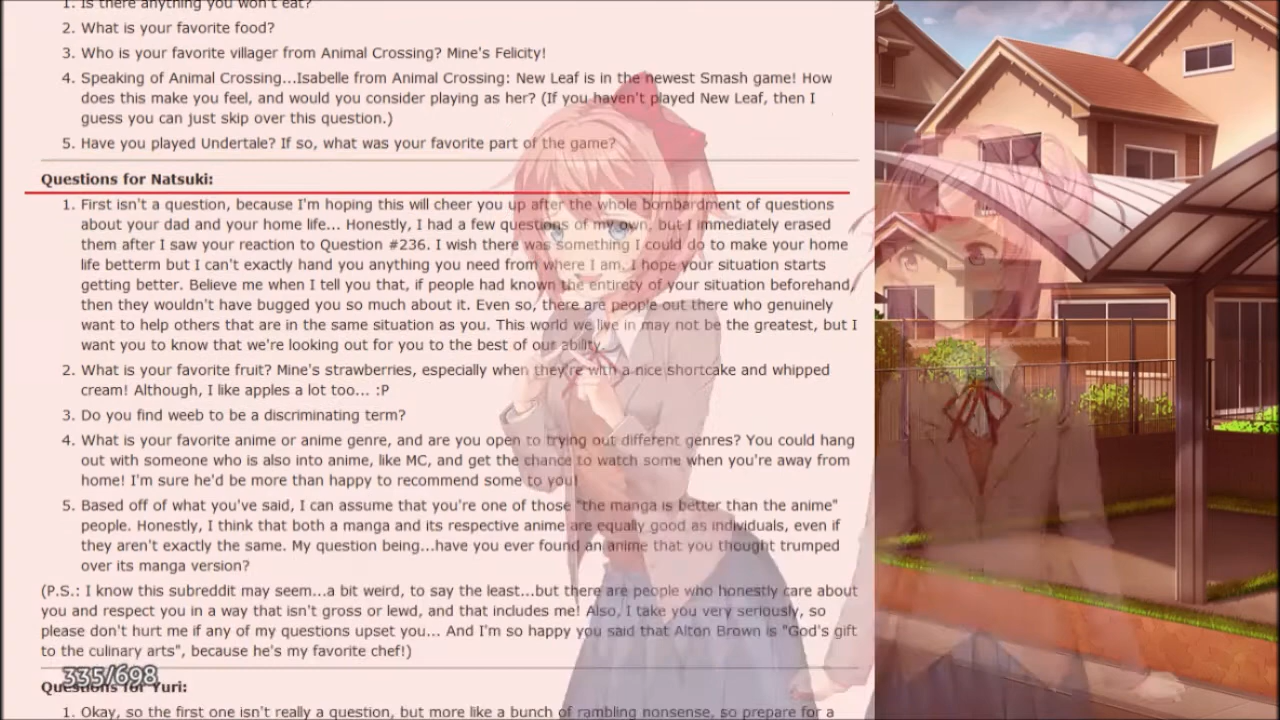 1. Is there anything you won't eat?
2. What is your favorite food?
3. Who is your favorite villager from Animal Crossing? Mine's Felicity!
4. Speaking of Animal Crossing...Isabelle from Animal Crossing: New Leaf is in the newest Smash game! How
does this make you feel, and would you consider playing as her? (If you haven't played New Leaf, then I
guess you can just skip over this question.)
5. Have you played Undertale? If so, what was your favorite part of the game?
Questions for Natsuki:
1. First isn't a question, because I'm hoping this will cheer you up after the whole bombardment of questions
about your dad and your home life... Honestly, I had a few questions of my own, but I immediately erased
them after I saw your reaction to Question #236. I wish there was something I could do to make your home
life betterm but I can't exactly hand you anything you need from where I am. I hope your situation starts
getting better. Believe me when I tell you that, if people had known the entirety of your situation beforehand,
then they wouldn't have bugged you so much about it. Even so, there are people out there who genuinely
want to help others that are in the same situation as you. This world we live in may not be the greatest, but I
want you to know that we're looking out for you to the best of our ability.
2. What is your favorite fruit? Mine's strawberries, especially when they're with a nice shortcake and whipped
cream! Although, I like apples a lot too... :P
3. Do you find weeb to be a discriminating term?
4. What is your favorite anime or anime genre, and are you open to trying out different genres? You could hang
out with someone who is also into anime, like MC, and get the chance to watch some when you're away from
home! I'm sure he'd be more than happy to recommend some to you!
5. Based off of what you've said, I can assume that you're one of those "the manga is better than the anime"
people. Honestly, I think that both a manga and its respective anime are equally good as individuals, even if
they aren't exactly the same. My question being...have you ever found an anime that you thought trumped
over its manga version?
(P.S.: I know this subreddit may seem...a bit weird, to say the least...but there are people who honestly care about
you and respect you in a way that isn't gross or lewd, and that includes me! Also, I take you very seriously, so
please don't hurt me if any of my questions upset you... And I'm so happy you said that Alton Brown is "God's gift
to the culinary arts", because he's my favorite chef!)
335/698
Questions for Yuri:
1. Okay, so the first one isn't really a question, but more like a bunch of rambling nonsense, so prepare for a